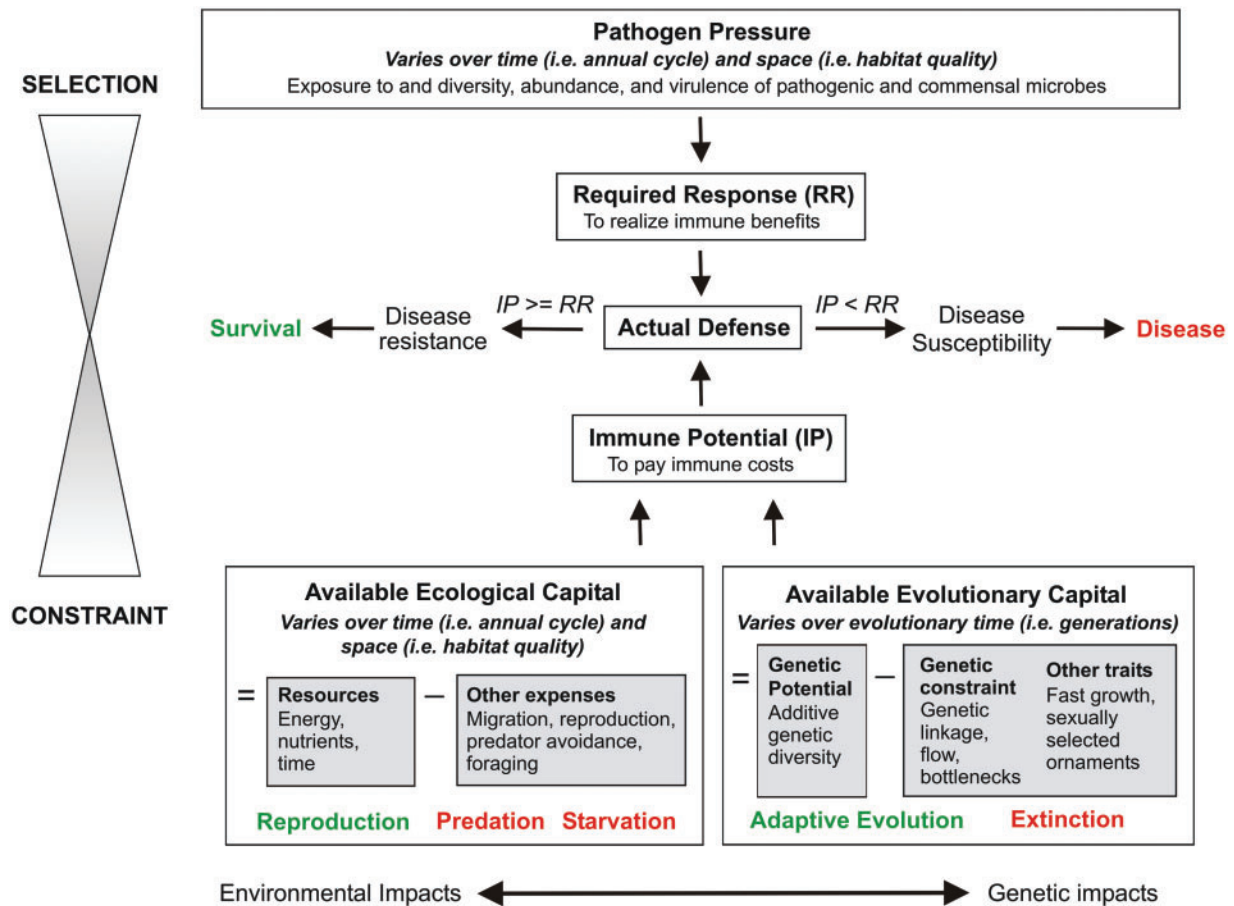 Pathogen Pressure
Varies over time (i.e. annual cycle) and space (i.e. habitat quality)
Exposure to and diversity, abundance, and virulence of pathogenic and commensal microbes
SELECTION
Required Response (RR)
To realize immune benefits
Survival
Disease
resistance
IP >= RR
Actual Defense
IP < RR
Disease
Susceptibility
Disease
Immune Potential (IP)
To pay immune costs
CONSTRAINT
Available Ecological Capital
Varies over time (i.e. annual cycle) and
space (i.e. habitat quality)
=
Resources
Energy,
nutrients,
time
–
Other expenses
Migration, reproduction,
predator avoidance,
foraging
Reproduction
Predation
Starvation
Available Evolutionary Capital
Varies over evolutionary time (i.e. generations)
=
Genetic
Potential
Additive
genetic
diversity
–
Genetic
constraint
Genetic
linkage,
flow,
bottlenecks
Other traits
Fast growth,
sexually
selected
ornaments
Adaptive Evolution
Extinction
Environmental Impacts
Genetic impacts